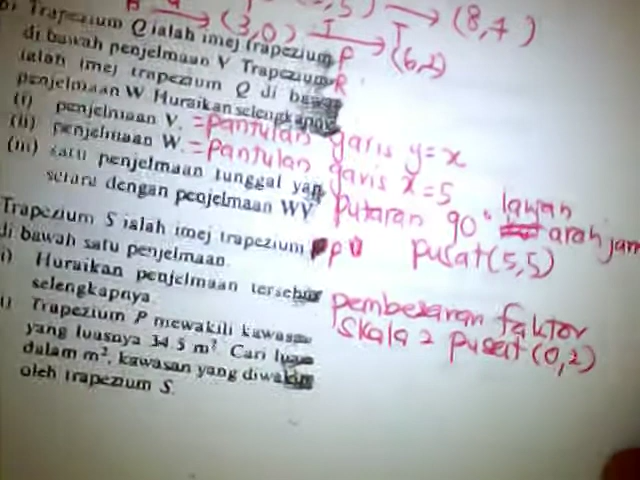 , 5) → (8, 7)
→ (3,0) I → T (6,2)
b) Trapezium Q ialah imej trapezium P
di bawah penjelmaan V Trapezium R
ialah imej trapezium Q di bawah
penjelmaan W Huraikan selengkapnya
(i) penjelmaan V. = pantulan garis y = x
(ii) penjelmaan W. = pantulan garis x = 5
(iii) satu penjelmaan tunggal yang
setara dengan penjelmaan WV putaran 90° lawan arah jam
pusat (5,5)
Trapezium S ialah imej trapezium P
di bawah satu penjelmaan.
i) Huraikan penjelmaan tersebut
selengkapnya. pembesaran faktor
skala 2 pusat (0,2)
i) Trapezium P mewakili kawasan
yang luasnya 34.5 m². Cari luas
dalam m², kawasan yang diwakili
oleh trapezium S.